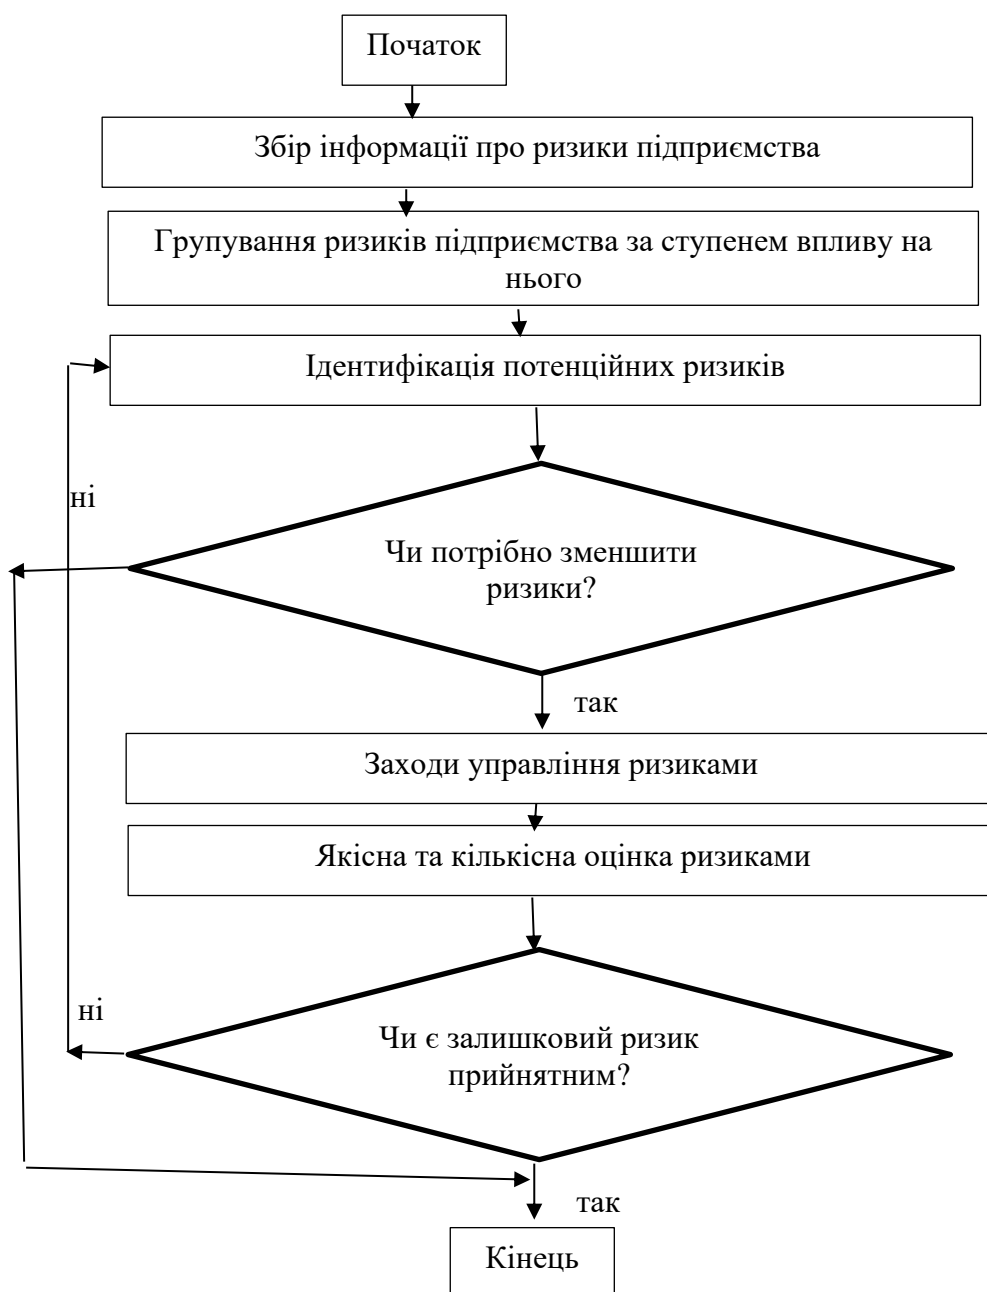 Початок
Збір інформації про ризики підприємства
Групування ризиків підприємства за ступенем впливу на
нього
Ідентифікація потенційних ризиків
ні
Чи потрібно зменшити
ризики?
так
Заходи управління ризиками
Якісна та кількісна оцінка ризиками
ні
Чи є залишковий ризик
прийнятним?
так
Кінець